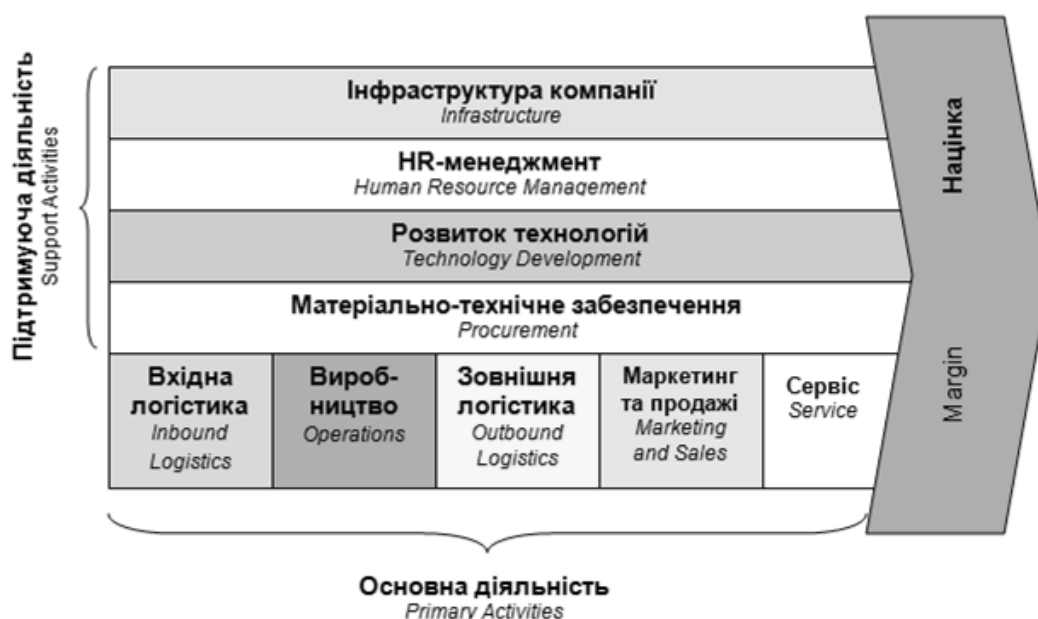 Підтримуюча діяльність
Support Activities
Інфраструктура компанії
Infrastructure
HR-менеджмент
Human Resource Management
Розвиток технологій
Technology Development
Матеріально-технічне забезпечення
Procurement
Вхідна
логістика
Inbound
Logistics
Вироб-
ництво
Operations
Зовнішня
логістика
Outbound
Logistics
Маркетинг
та продажі
Marketing
and Sales
Сервіс
Service
Націнка
Margin
Основна діяльність
Primary Activities